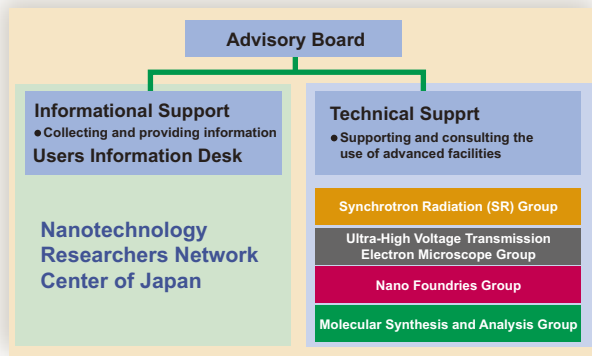 Advisory Board
Informational Support
● Collecting and providing information
Users Information Desk
Nanotechnology
Researchers Network
Center of Japan
Technical Supprt
● Supporting and consulting the
use of advanced facilities
Synchrotron Radiation (SR) Group
Ultra-High Voltage Transmission
Electron Microscope Group
Nano Foundries Group
Molecular Synthesis and Analysis Group